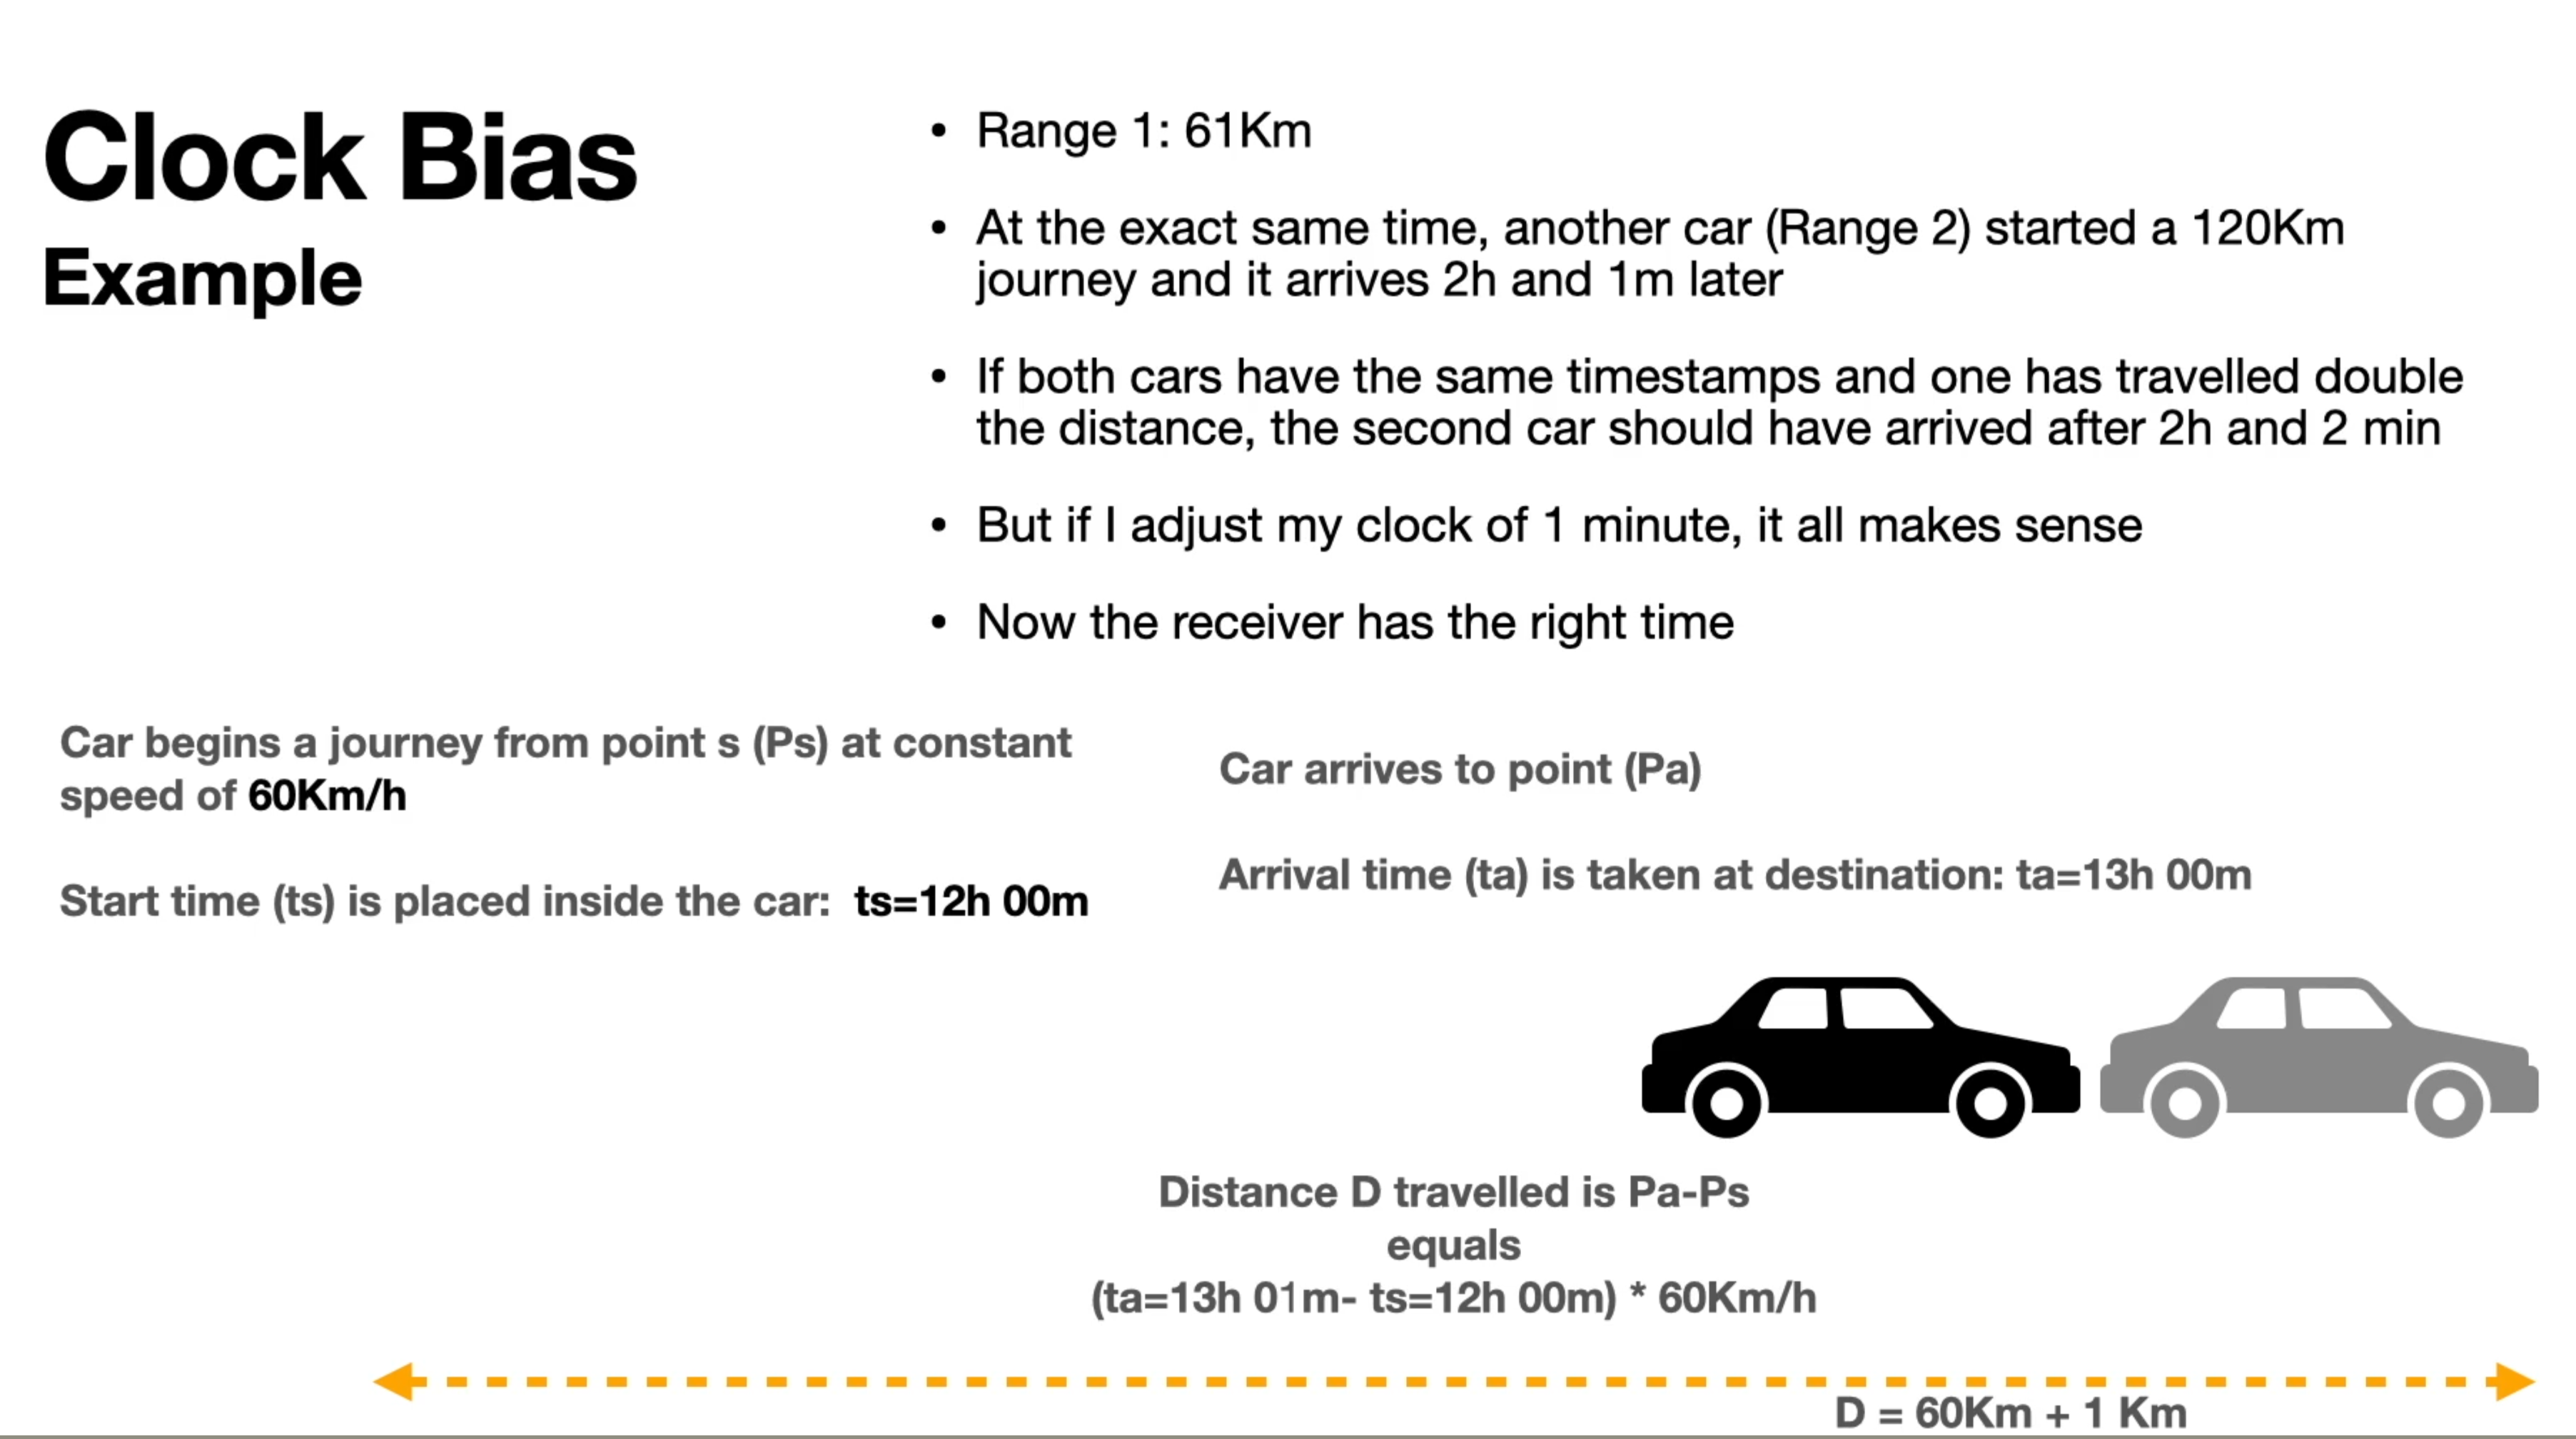 Clock Bias
Example
• Range 1: 61Km
• At the exact same time, another car (Range 2) started a 120Km
journey and it arrives 2h and 1m later
• If both cars have the same timestamps and one has travelled double
the distance, the second car should have arrived after 2h and 2 min
• But if I adjust my clock of 1 minute, it all makes sense
• Now the receiver has the right time
Car begins a journey from point s (Ps) at constant
speed of 60Km/h
Start time (ts) is placed inside the car: ts=12h 00m
Car arrives to point (Pa)
Arrival time (ta) is taken at destination: ta=13h 00m
Distance D travelled is Pa-Ps
equals
(ta=13h 01m- ts=12h 00m) * 60Km/h
D = 60Km + 1 Km